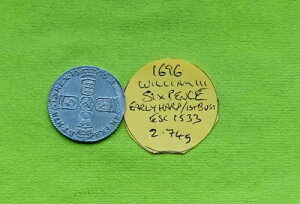 1696
WILLIAM III
SIXPENCE
EARLY HARP/1st BUST
ESC 1533
2.74g